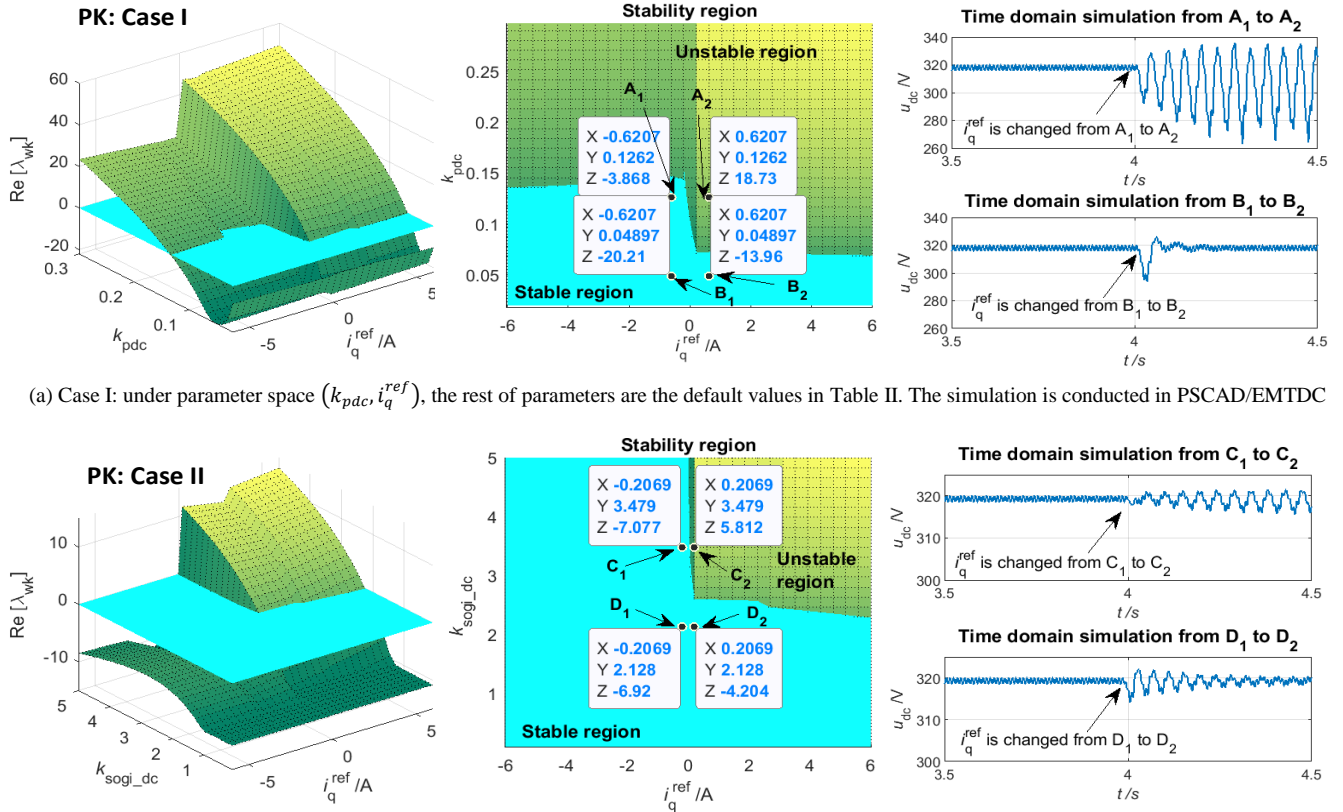 PK: Case I
Re [λwk]
60
40
20
0
-20
0.3
0.2
0.1
kpdc
-5
0
5
iqref/A
Stability region
Unstable region
A1
A2
X -0.6207
Y 0.1262
Z -3.868
X 0.6207
Y 0.1262
Z 18.73
X -0.6207
Y 0.04897
Z -20.21
X 0.6207
Y 0.04897
Z -13.96
Stable region
B1
B2
kpdc
0.25
0.2
0.15
0.1
0.05
-6 -4 -2 0 2 4 6
iqref/A
Time domain simulation from A1 to A2
udc /V
340
320
300
280
260
iqref is changed from A1 to A2
3.5 4 4.5
t /s
Time domain simulation from B1 to B2
udc /V
340
320
300
280
260
iqref is changed from B1 to B2
3.5 4 4.5
t /s
(a) Case I: under parameter space (kpdc, iqref), the rest of parameters are the default values in Table II. The simulation is conducted in PSCAD/EMTDC
PK: Case II
Re [λwk]
10
0
-10
5
4
3
2
1
ksogi_dc
-5
0
5
iqref/A
Stability region
X -0.2069
Y 3.479
Z -7.077
X 0.2069
Y 3.479
Z 5.812
C1
C2
Unstable
region
D1
D2
X -0.2069
Y 2.128
Z -6.92
X 0.2069
Y 2.128
Z -4.204
Stable region
ksogi_dc
5
4
3
2
1
-6 -4 -2 0 2 4 6
iqref/A
Time domain simulation from C1 to C2
udc /V
320
310
300
iqref is changed from C1 to C2
3.5 4 4.5
t /s
Time domain simulation from D1 to D2
udc /V
320
310
300
iqref is changed from D1 to D2
3.5 4 4.5
t /s